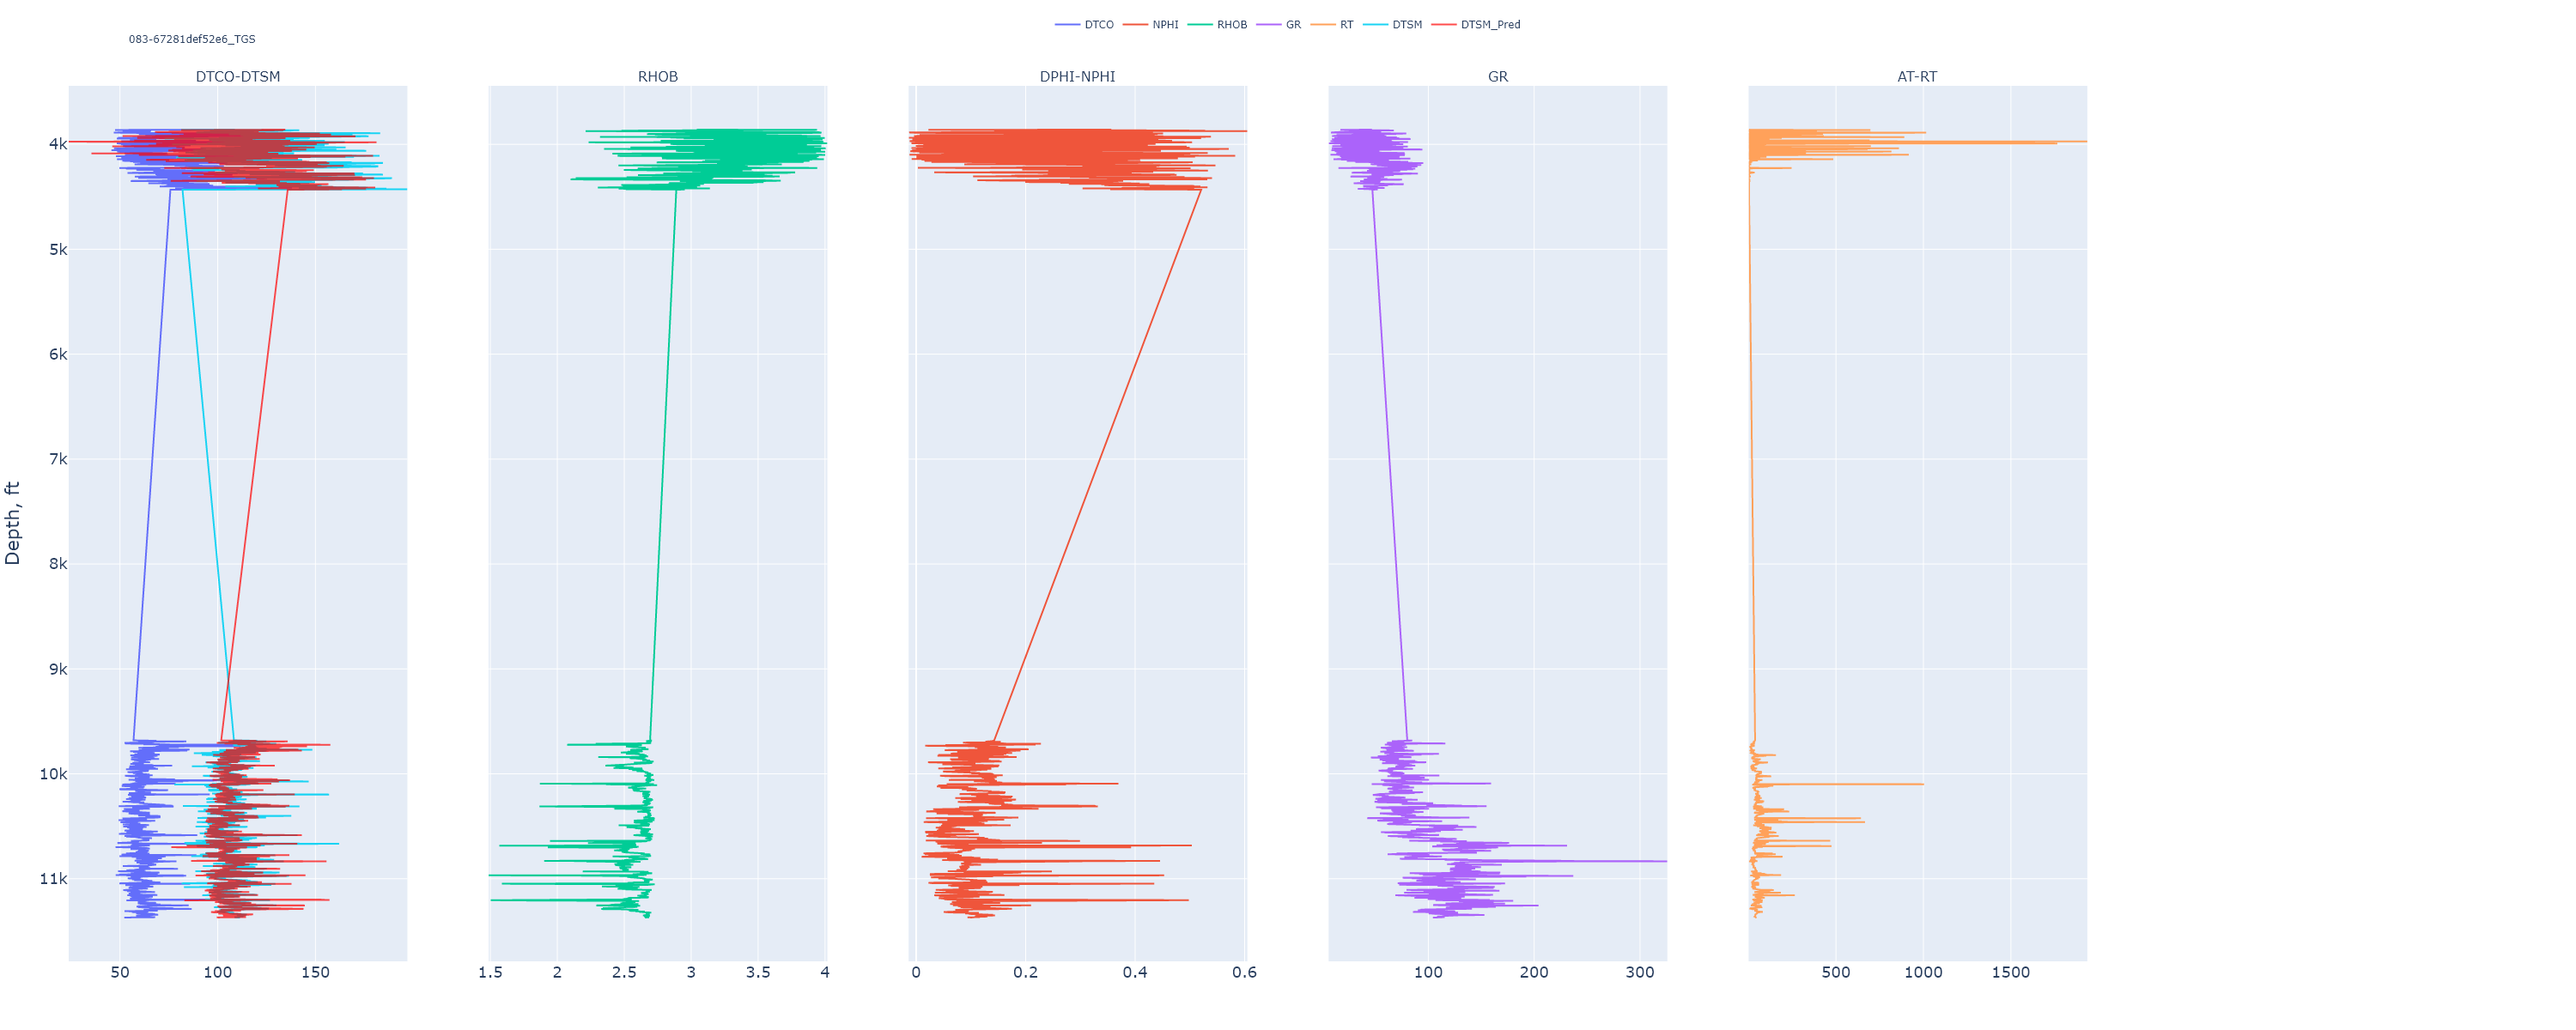 DTCO NPHI RHOB GR RT DTSM DTSM_Pred
083-67281def52e6_TGS
DTCO-DTSM RHOB DPHI-NPHI GR AT-RT
4k
5k
6k
7k
8k
9k
10k
11k
Depth, ft
50 100 150 1.5 2 2.5 3 3.5 4 0 0.2 0.4 0.6 100 200 300 500 1000 1500